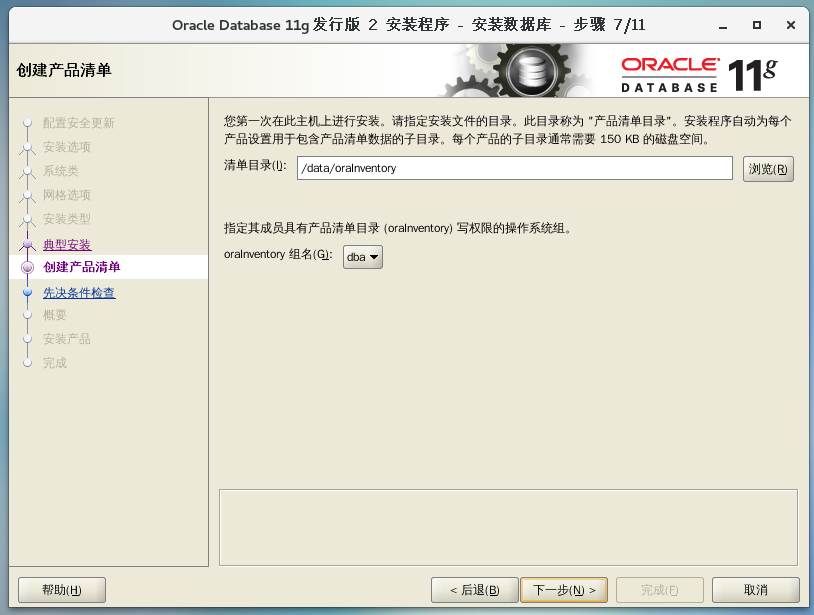 Oracle Database 11g 发行版 2 安装程序 - 安装数据库 - 步骤 7/11
创建产品清单
ORACLE
DATABASE
11g
配置安全更新
安装选项
系统类
网格选项
安装类型
典型安装
创建产品清单
先决条件检查
概要
安装产品
完成
您第一次在此主机上进行安装。请指定安装文件的目录。此目录称为 "产品清单目录"。安装程序自动为每个
产品设置用于包含产品清单数据的子目录。每个产品的子目录通常需要 150 KB 的磁盘空间。
清单目录(I): /data/oraInventory 浏览(R)
指定其成员具有产品清单目录 (oraInventory) 写权限的操作系统组。
oraInventory 组名(G): dba
帮助(H) < 后退(B) 下一步(N) > 完成(F) 取消